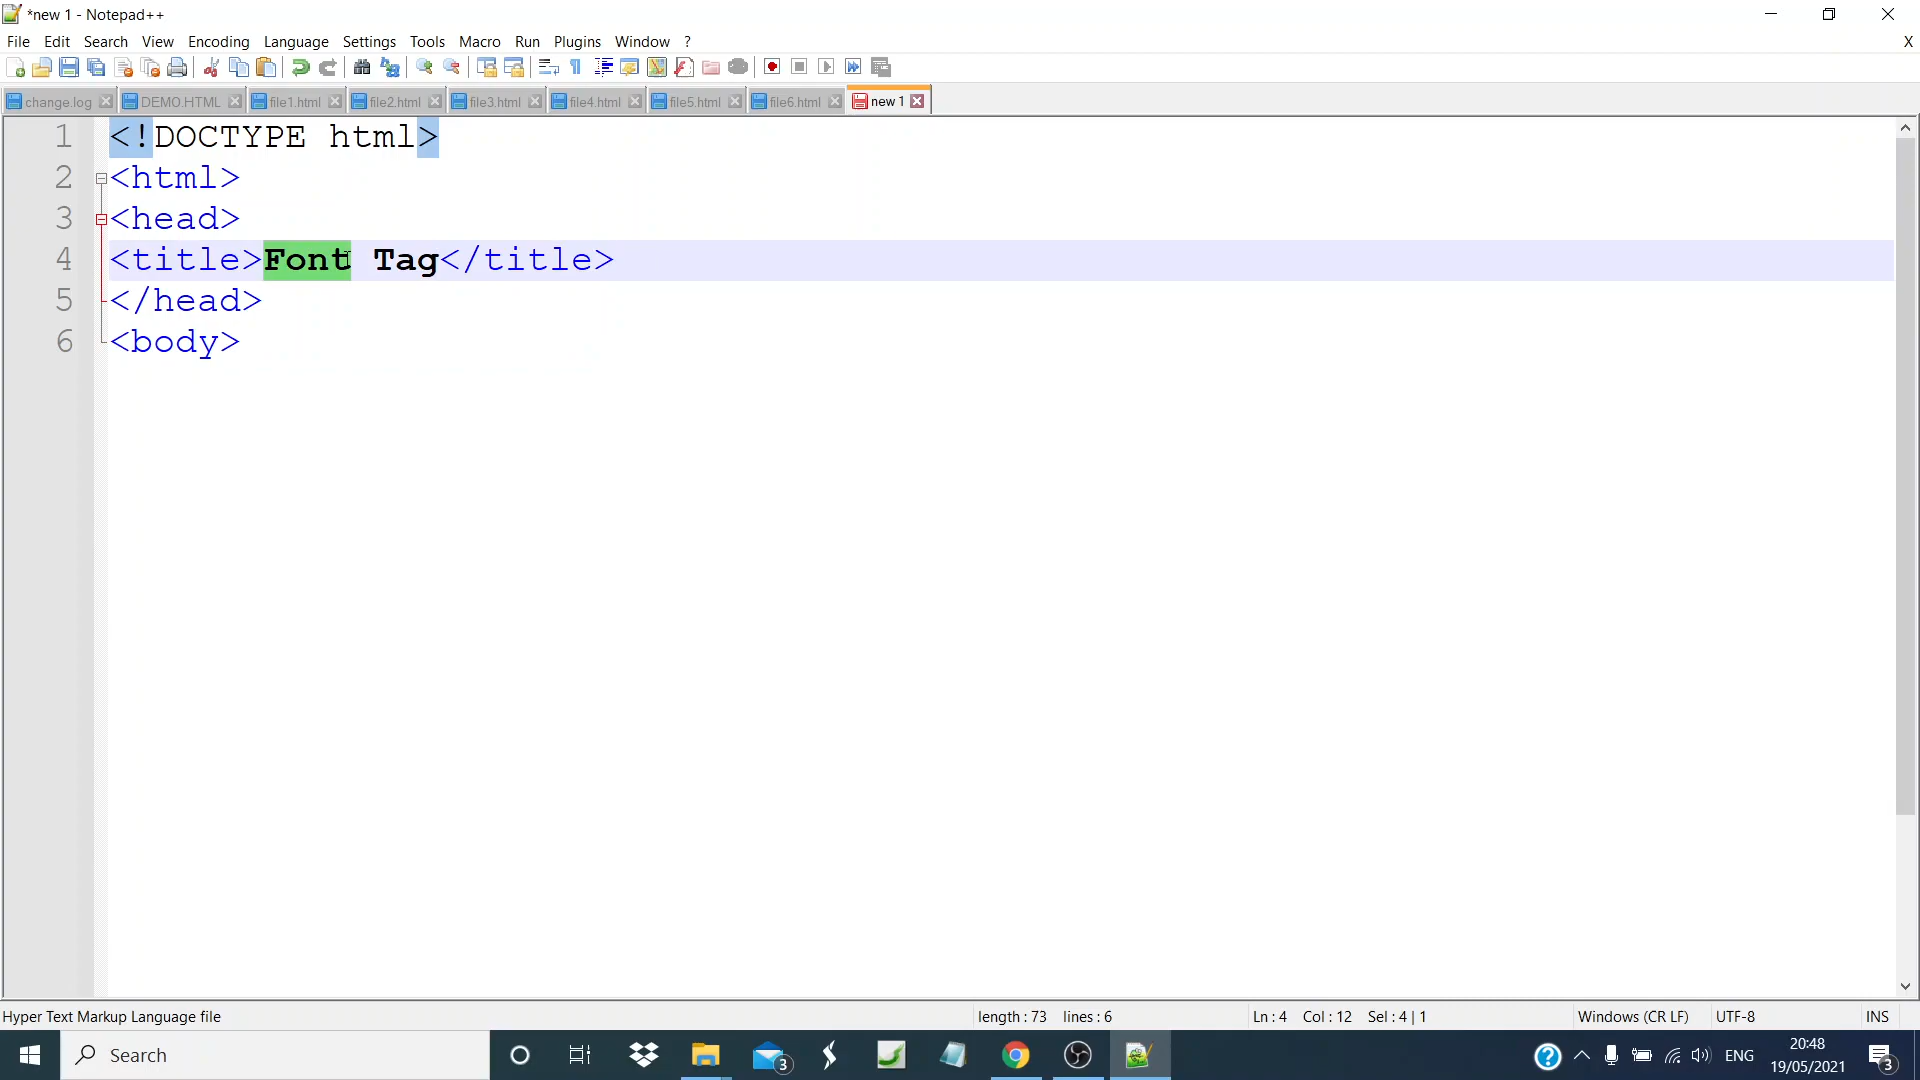 *new 1 - Notepad++
File Edit Search View Encoding Language Settings Tools Macro Run Plugins Window ? X
change.log DEMO.HTML file1.html file2.html file3.html file4.html file5.html file6.html new 1
1 <!DOCTYPE html>
2 <html>
3 <head>
4 <title>Font Tag</title>
5 </head>
6 <body>
Hyper Text Markup Language file length : 73 lines : 6 Ln : 4 Col : 12 Sel : 4 | 1 Windows (CR LF) UTF-8 INS
Search 3 ENG 20:48 3
19/05/2021